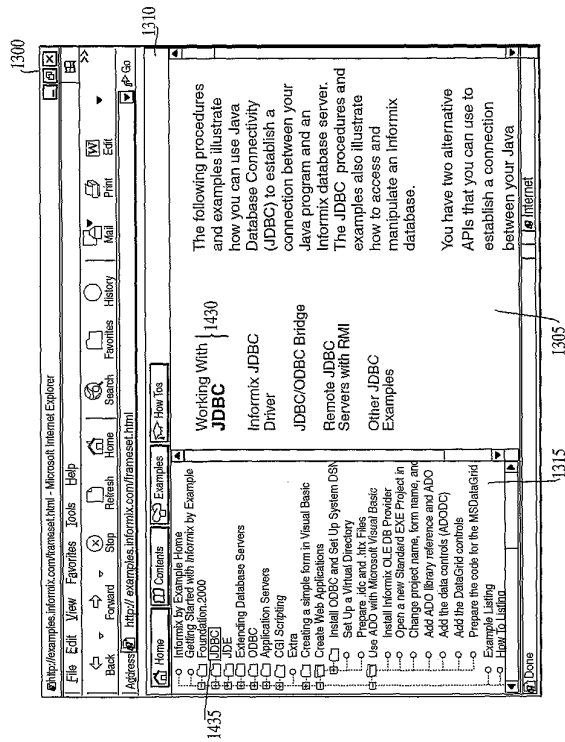 1300
http://examples.informix.com/frameset.html - Microsoft Internet Explorer
File Edit View Favorites Tools Help
>>
Back Forward Stop Refresh Home Search Favorites History Mail Print Edit
Address http:// examples.informix.com/frameset.html Go
1310
Home Contents Examples How Tos
Informix by Example Home
Getting Started with Informix by Example
Foundation.2000
JDBC
JDE
Extending Database Servers
ODBC
Application Servers
CGI Scripting
Extra
Creating a simple form in Visual Basic
Create Web Applications
Install ODBC and Set Up System DSN
Set Up a Virtual Directory
Prepare .idc and .htx Files
Use ADO with Microsoft Visual Basic
Install Informix OLE DB Provider
Open a new Standard EXE Project in
Change project name, form name, and
Add ADO library reference and ADO
Add the data controls (ADODC)
Add the DataGrid controls
Prepare the code for the MSDataGrid
Example Listing
How To Listing
1435
Working With
JDBC
1430
Informix JDBC
Driver
JDBC/ODBC Bridge
Remote JDBC
Servers with RMI
Other JDBC
Examples
The following procedures
and examples illustrate
how you can use Java
Database Connectivity
(JDBC) to establish a
connection between your
Java program and an
Informix database server.
The JDBC procedures and
examples also illustrate
how to access and
manipulate an Informix
database.
You have two alternative
APIs that you can use to
establish a connection
between your Java
Done
Internet
1315
1305